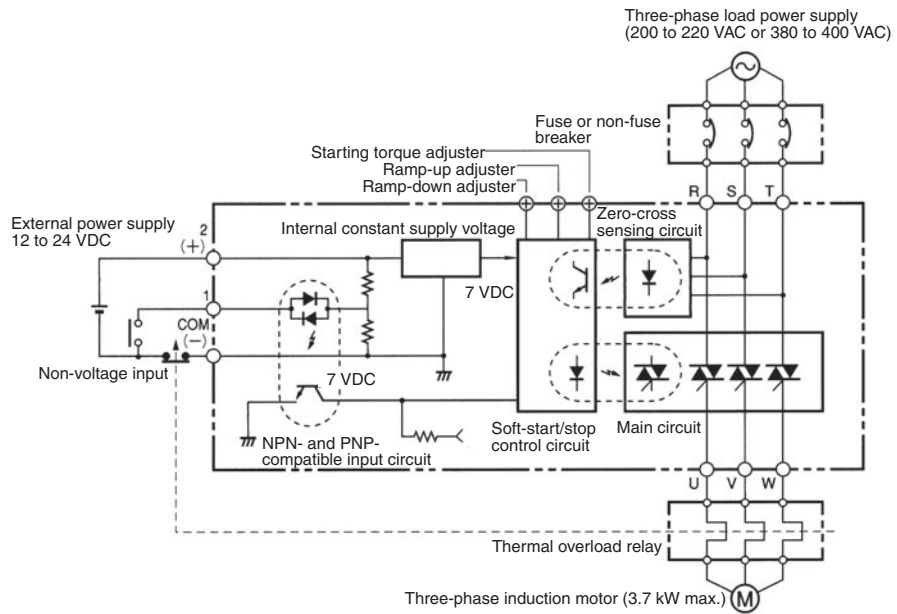 Three-phase load power supply
(200 to 220 VAC or 380 to 400 VAC)
Fuse or non-fuse
breaker
Starting torque adjuster
Ramp-up adjuster
Ramp-down adjuster
R S T
External power supply
12 to 24 VDC
2
(+)
Internal constant supply voltage
Zero-cross
sensing circuit
7 VDC
1
COM
(−)
Non-voltage input
7 VDC
NPN- and PNP-
compatible input circuit
Soft-start/stop
control circuit
Main circuit
U V W
Thermal overload relay
Three-phase induction motor (3.7 kW max.)
M